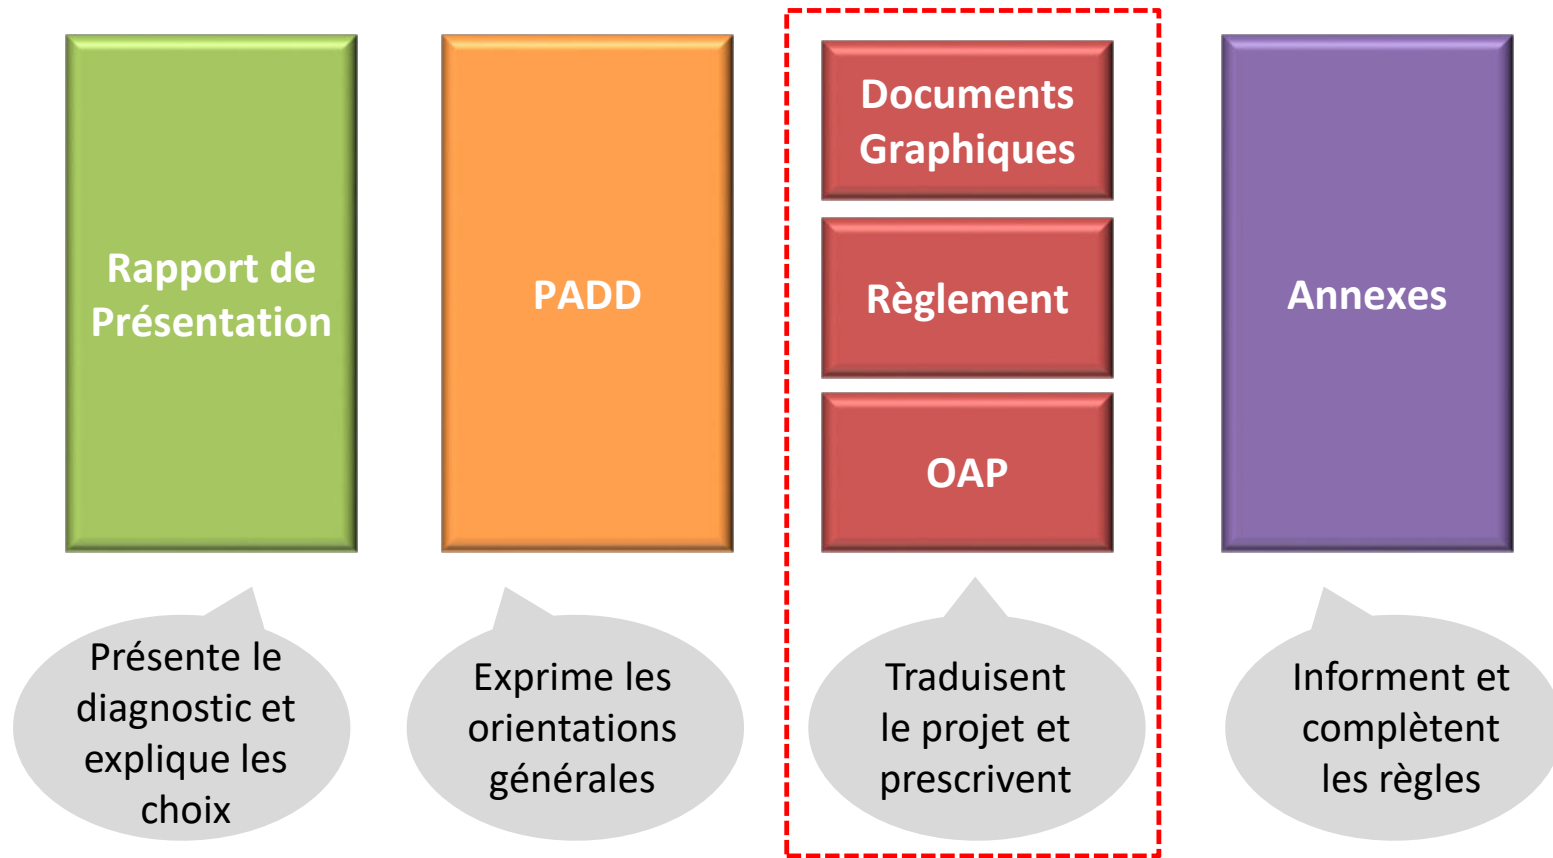 Rapport de
Présentation
PADD
Documents
Graphiques
Règlement
OAP
Annexes
Présente le
diagnostic et
explique les
choix
Exprime les
orientations
générales
Traduisent
le projet et
prescrivent
Informent et
complètent
les règles